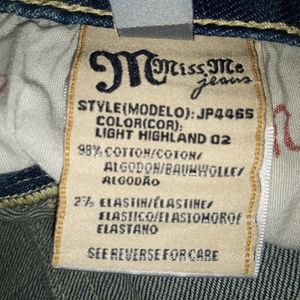 Miss Me
jeans
STYLE(MODELO): JP4465
COLOR(COR):
LIGHT HIGHLAND 02
98% COTTON/COTON/
ALGODON/BAUMWOLLE/
ALGODÃO
2% ELASTIN/ÉLASTINE/
ELASTICO/ELASTOMORO/
ELASTANO
SEE REVERSE FOR CARE